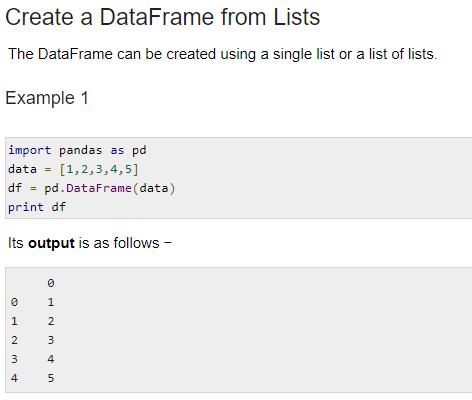 Create a DataFrame from Lists
The DataFrame can be created using a single list or a list of lists.
Example 1
import pandas as pd
data = [1,2,3,4,5]
df = pd.DataFrame(data)
print df
Its output is as follows −
0
0 1
1 2
2 3
3 4
4 5